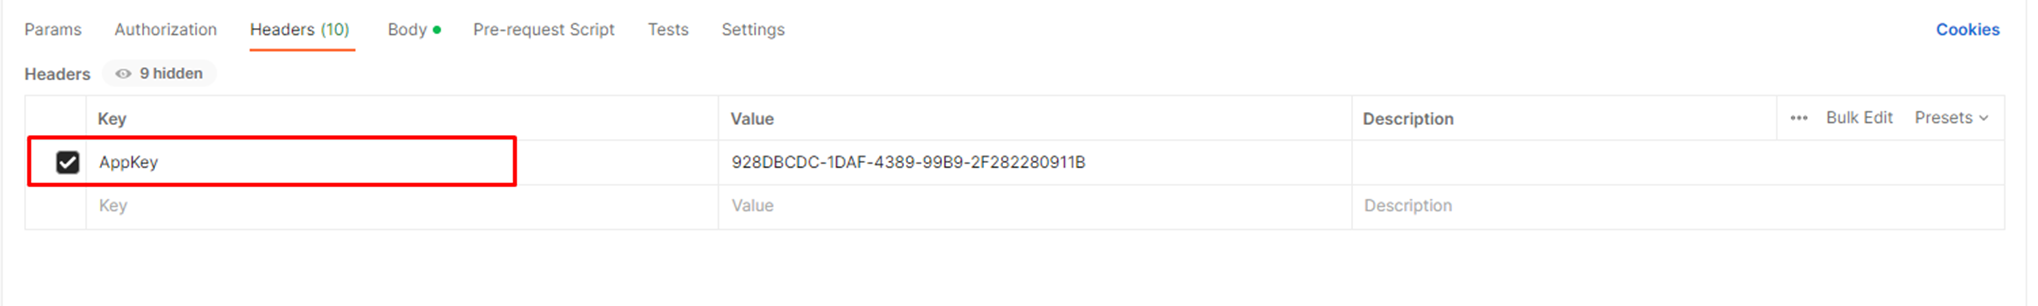 Params Authorization Headers (10) Body Pre-request Script Tests Settings Cookies
Headers 9 hidden
Key Value Description ••• Bulk Edit Presets
AppKey 928DBCDC-1DAF-4389-99B9-2F282280911B
Key Value Description